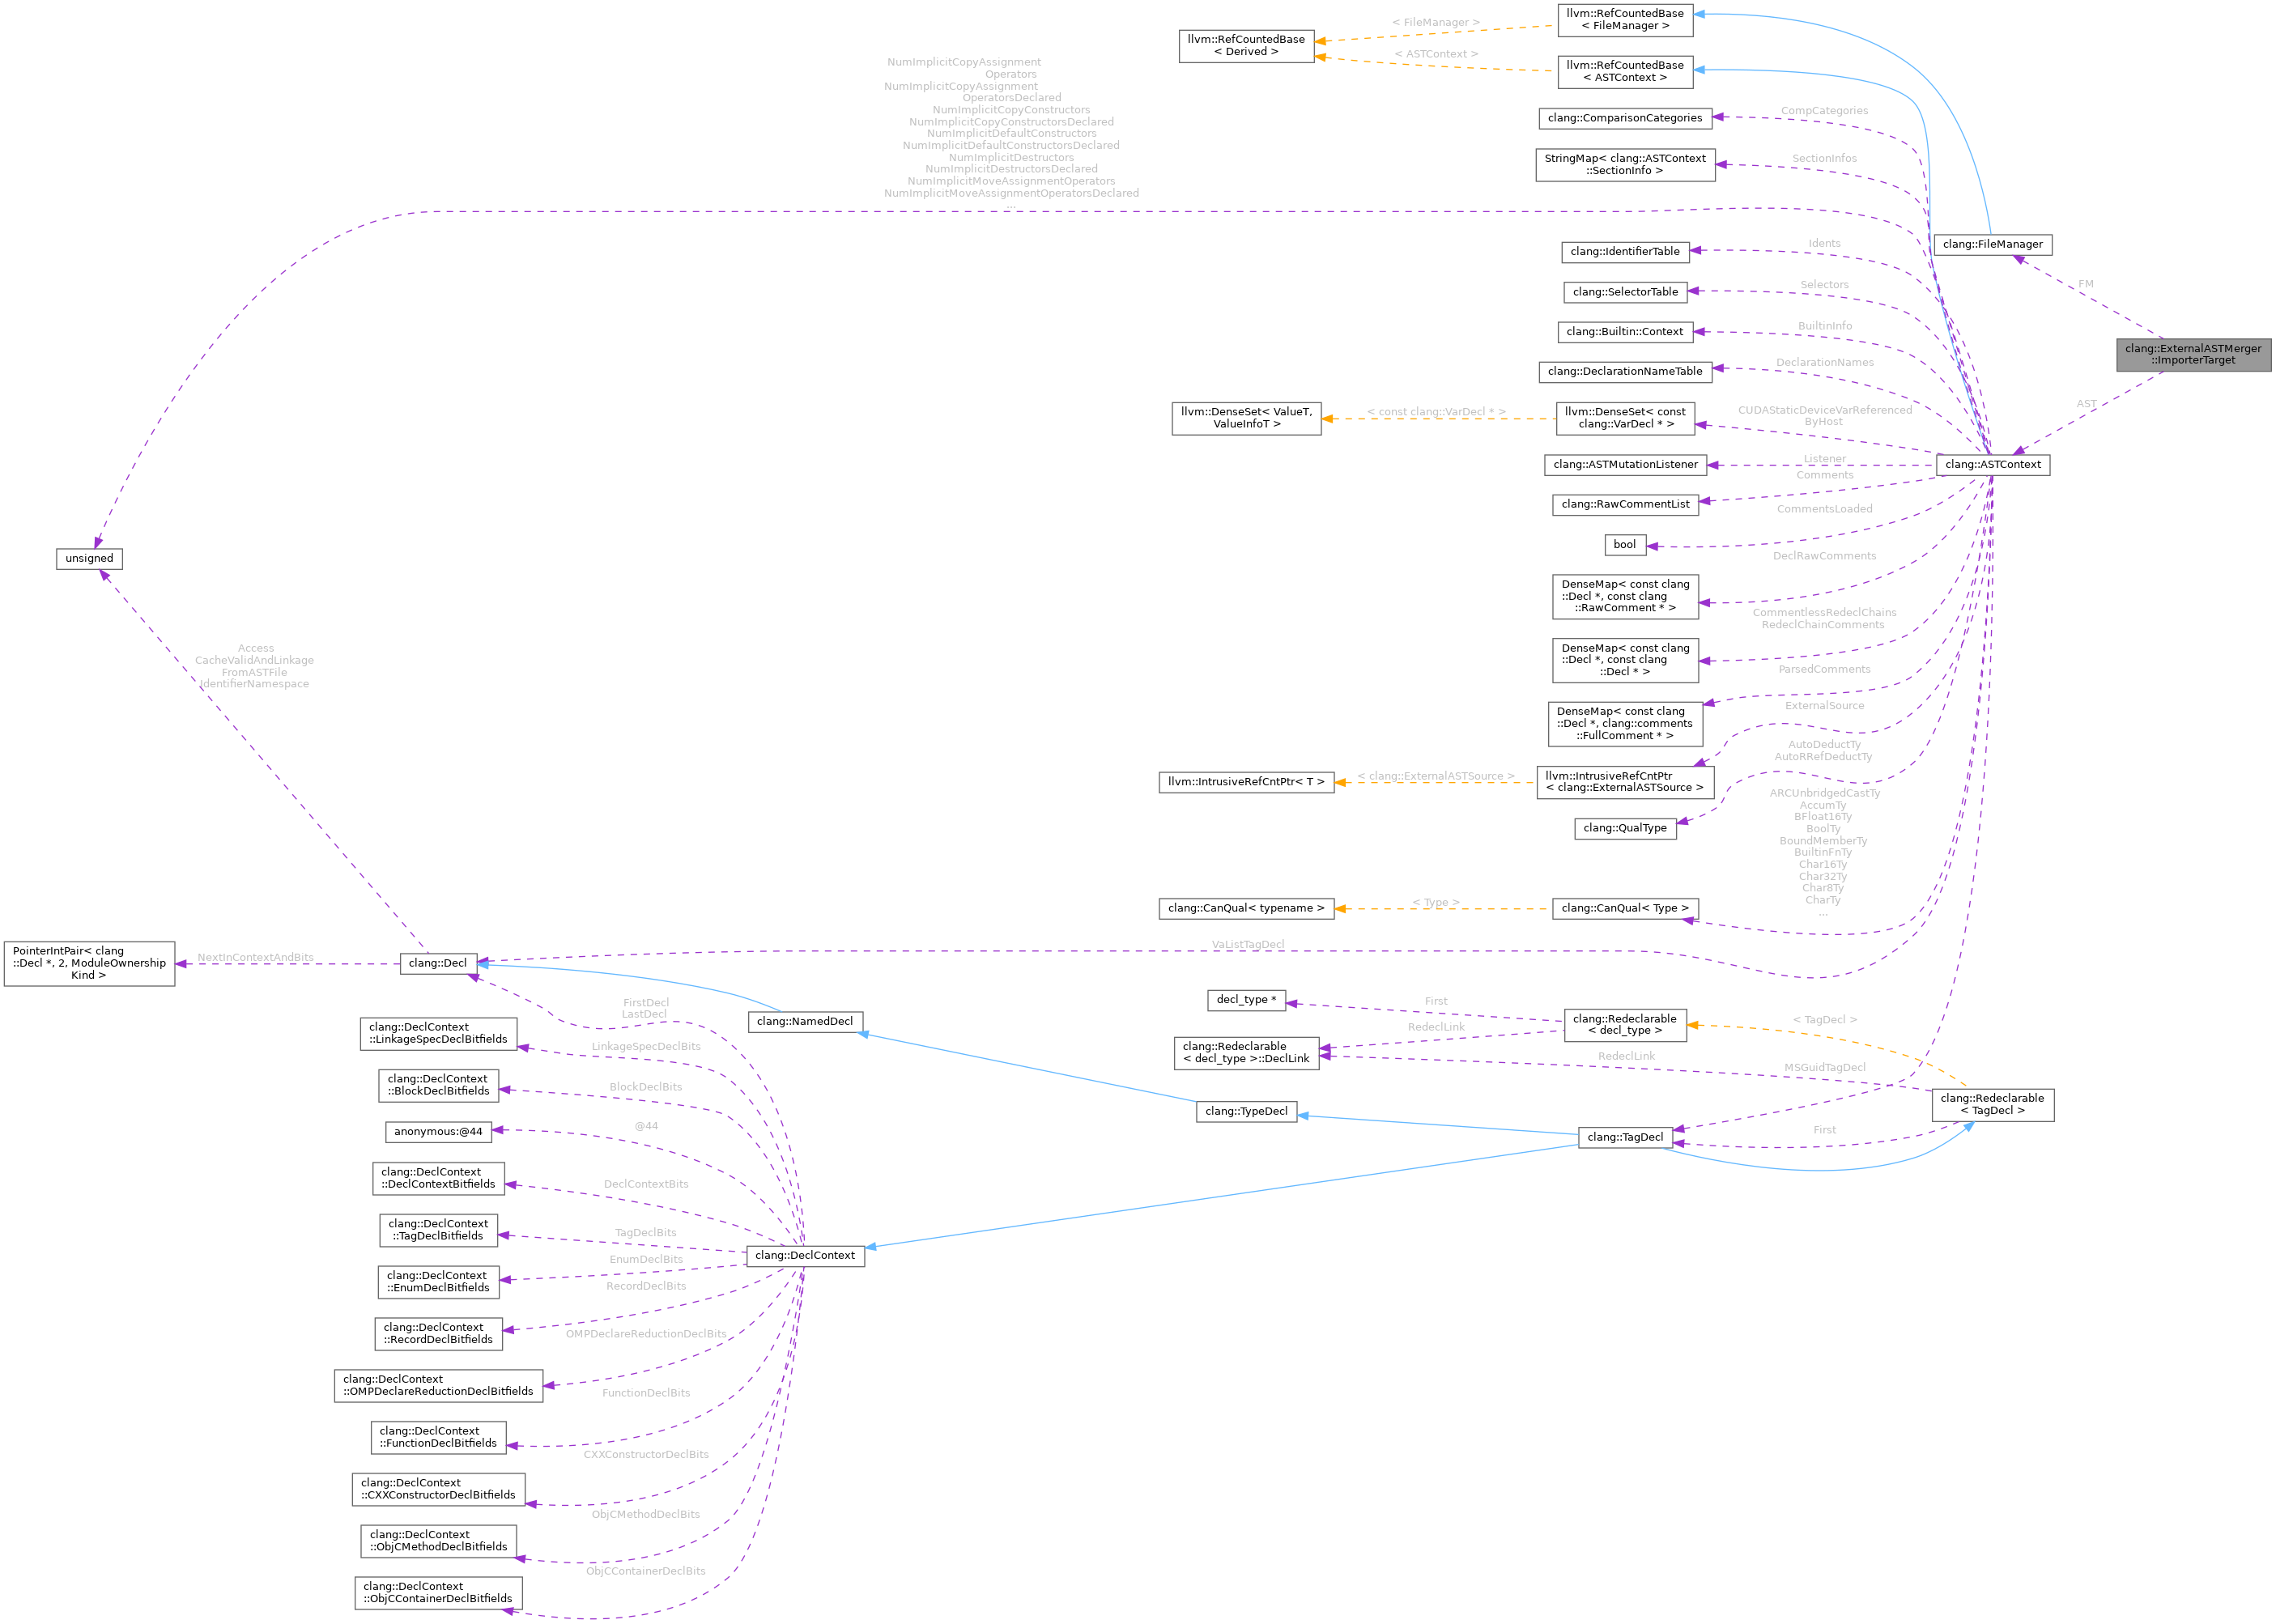 llvm::RefCountedBase
< FileManager >
< FileManager >
llvm::RefCountedBase
< Derived >
< ASTContext >
llvm::RefCountedBase
< ASTContext >
NumImplicitCopyAssignment
Operators
NumImplicitCopyAssignment
OperatorsDeclared
NumImplicitCopyConstructors
NumImplicitCopyConstructorsDeclared
NumImplicitDefaultConstructors
NumImplicitDefaultConstructorsDeclared
NumImplicitDestructors
NumImplicitDestructorsDeclared
NumImplicitMoveAssignmentOperators
NumImplicitMoveAssignmentOperatorsDeclared
...
clang::ComparisonCategories
CompCategories
StringMap< clang::ASTContext
::SectionInfo >
SectionInfos
clang::IdentifierTable
Idents
clang::FileManager
FM
clang::SelectorTable
Selectors
clang::Builtin::Context
BuiltinInfo
clang::ExternalASTMerger
::ImporterTarget
clang::DeclarationNameTable
DeclarationNames
AST
llvm::DenseSet< ValueT,
ValueInfoT >
< const clang::VarDecl * >
llvm::DenseSet< const
clang::VarDecl * >
CUDAStaticDeviceVarReferenced
ByHost
clang::ASTMutationListener
Listener
clang::ASTContext
clang::RawCommentList
Comments
bool
CommentsLoaded
unsigned
DenseMap< const clang
::Decl *, const clang
::RawComment * >
DeclRawComments
DenseMap< const clang
::Decl *, const clang
::Decl * >
CommentlessRedeclChains
RedeclChainComments
Access
CacheValidAndLinkage
FromASTFile
IdentifierNamespace
DenseMap< const clang
::Decl *, clang::comments
::FullComment * >
ParsedComments
llvm::IntrusiveRefCntPtr< T >
< clang::ExternalASTSource >
llvm::IntrusiveRefCntPtr
< clang::ExternalASTSource >
ExternalSource
clang::QualType
AutoDeductTy
AutoRRefDeductTy
ARCUnbridgedCastTy
AccumTy
BFloat16Ty
BoolTy
BoundMemberTy
BuiltinFnTy
Char16Ty
Char32Ty
Char8Ty
CharTy
...
clang::CanQual< typename >
< Type >
clang::CanQual< Type >
PointerIntPair< clang
::Decl *, 2, ModuleOwnership
Kind >
NextInContextAndBits
clang::Decl
VaListTagDecl
FirstDecl
LastDecl
clang::NamedDecl
decl_type *
First
clang::Redeclarable
< decl_type >
< TagDecl >
RedeclLink
clang::Redeclarable
< decl_type >::DeclLink
RedeclLink
MSGuidTagDecl
clang::Redeclarable
< TagDecl >
clang::TypeDecl
clang::TagDecl
First
clang::DeclContext
::LinkageSpecDeclBitfields
LinkageSpecDeclBits
clang::DeclContext
::BlockDeclBitfields
BlockDeclBits
anonymous:@44
@44
clang::DeclContext
::DeclContextBitfields
DeclContextBits
clang::DeclContext
::TagDeclBitfields
TagDeclBits
clang::DeclContext
clang::DeclContext
::EnumDeclBitfields
EnumDeclBits
clang::DeclContext
::RecordDeclBitfields
RecordDeclBits
clang::DeclContext
::OMPDeclareReductionDeclBitfields
OMPDeclareReductionDeclBits
clang::DeclContext
::FunctionDeclBitfields
FunctionDeclBits
clang::DeclContext
::CXXConstructorDeclBitfields
CXXConstructorDeclBits
clang::DeclContext
::ObjCMethodDeclBitfields
ObjCMethodDeclBits
clang::DeclContext
::ObjCContainerDeclBitfields
ObjCContainerDeclBits